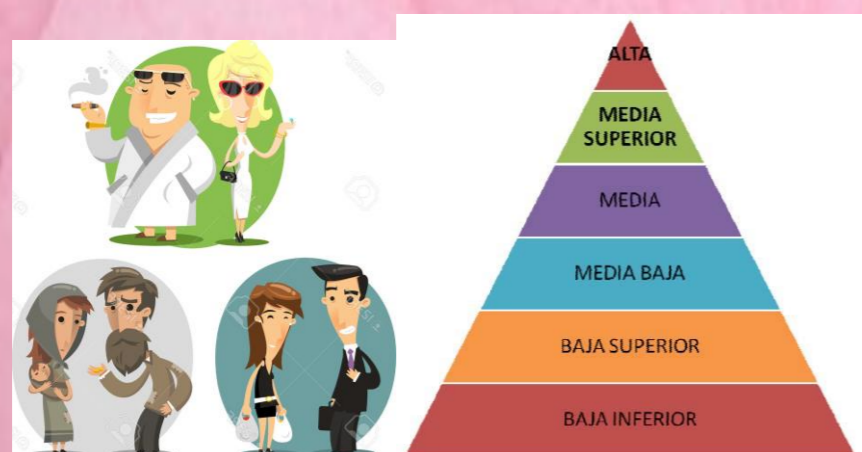 ALTA
MEDIA
SUPERIOR
MEDIA
MEDIA BAJA
BAJA SUPERIOR
BAJA INFERIOR